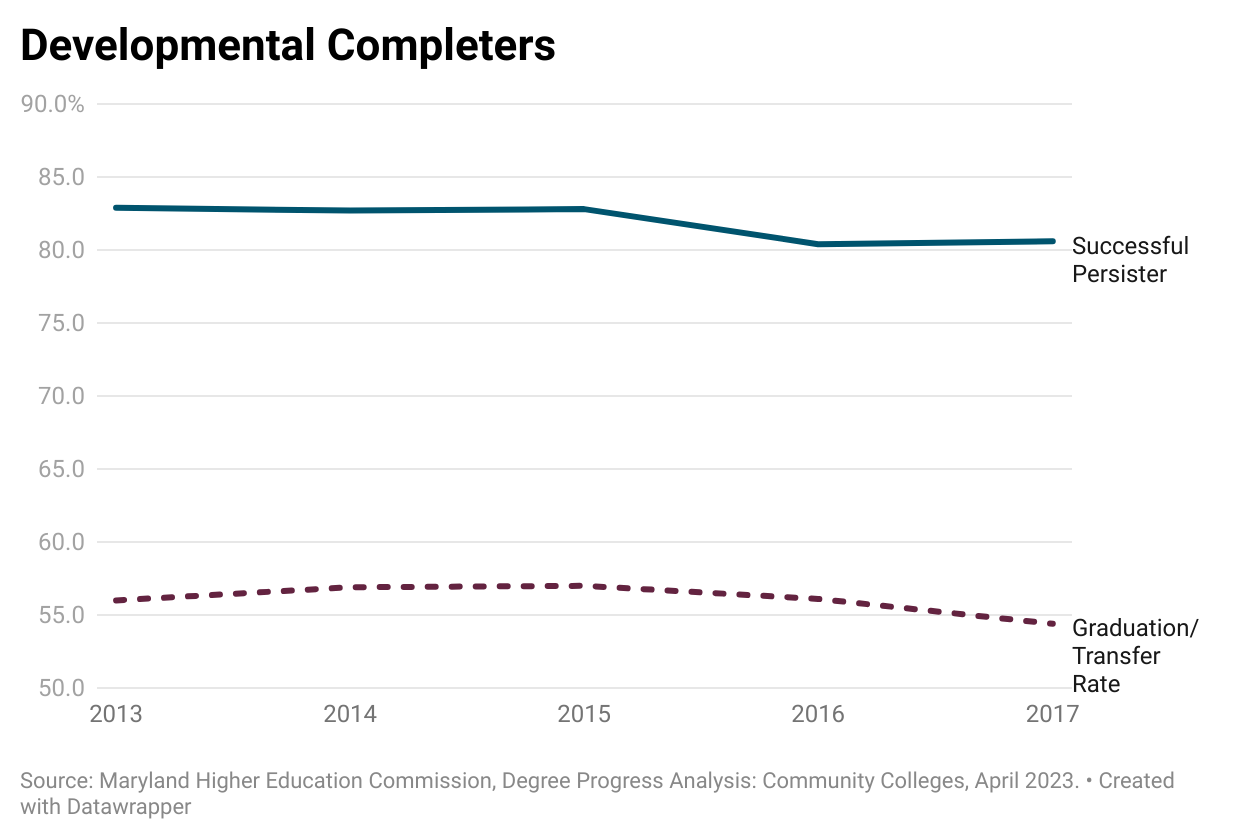 Developmental Completers
90.0%
85.0
80.0
75.0
70.0
65.0
60.0
55.0
50.0
Successful
Persister
Graduation/
Transfer
Rate
2013
2014
2015
2016
2017
Source: Maryland Higher Education Commission, Degree Progress Analysis: Community Colleges, April 2023. • Created
with Datawrapper